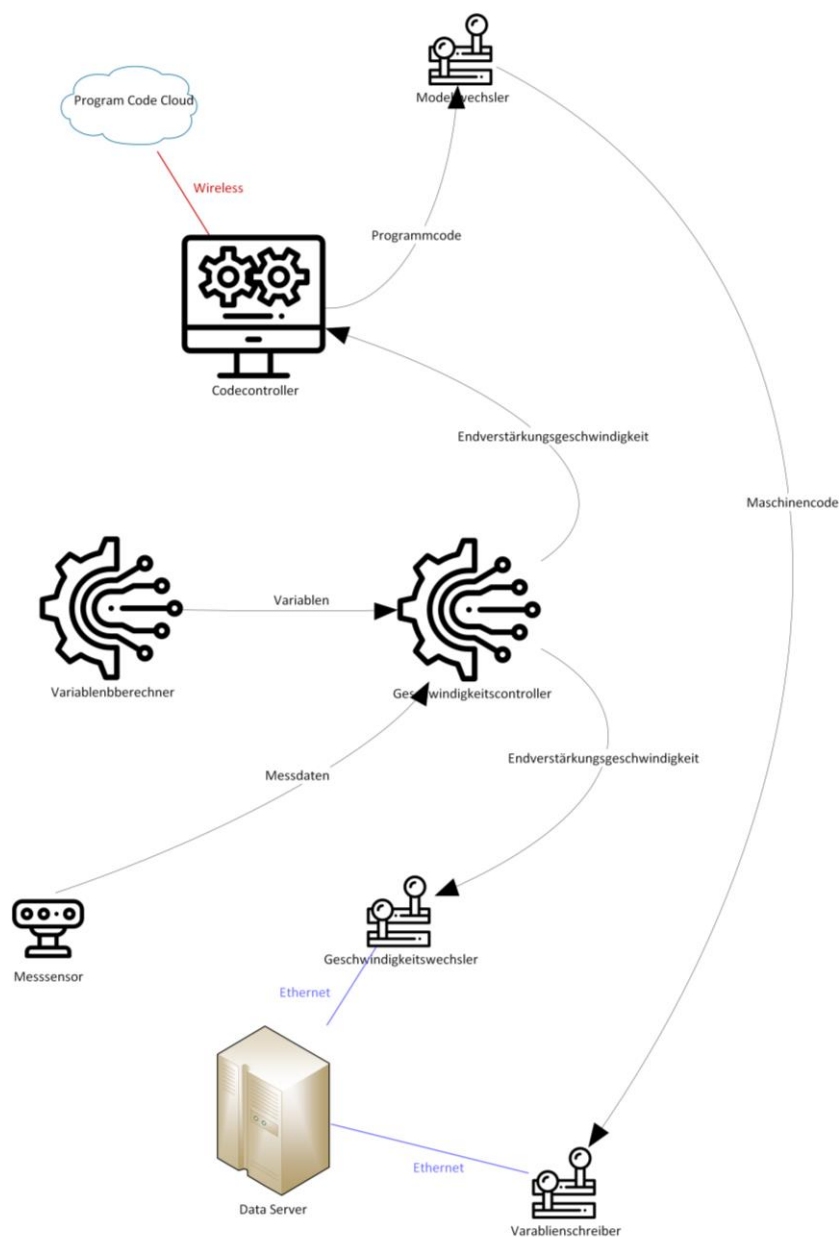 Program Code Cloud
Modellwechsler
Wireless
Programmcode
Codecontroller
Endverstärkungsgeschwindigkeit
Maschinencode
Variablen
Variablenbberechner
Geschwindigkeitscontroller
Endverstärkungsgeschwindigkeit
Messdaten
Geschwindigkeitswechsler
Messsensor
Ethernet
Ethernet
Data Server
Varablienschreiber